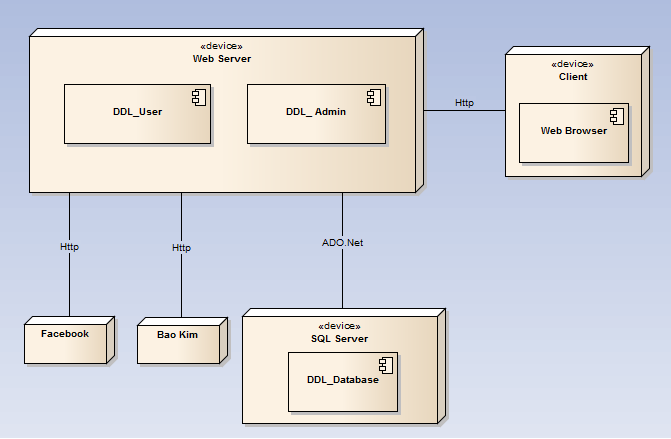 «device»
Web Server
DDL_User
DDL_ Admin
Http
«device»
Client
Web Browser
Http
Http
ADO.Net
Facebook
Bao Kim
«device»
SQL Server
DDL_Database